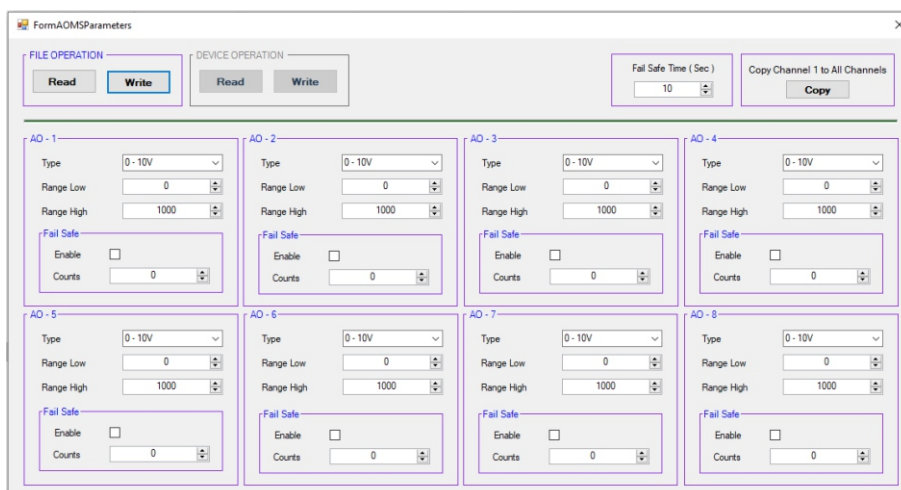 FormAOMSParameters
FILE OPERATION
Read Write
DEVICE OPERATION
Read Write
Fail Safe Time ( Sec )
10
Copy Channel 1 to All Channels
Copy
AO - 1
Type 0 - 10V
Range Low 0
Range High 1000
Fail Safe
Enable
Counts 0
AO - 2
Type 0 - 10V
Range Low 0
Range High 1000
Fail Safe
Enable
Counts 0
AO - 3
Type 0 - 10V
Range Low 0
Range High 1000
Fail Safe
Enable
Counts 0
AO - 4
Type 0 - 10V
Range Low 0
Range High 1000
Fail Safe
Enable
Counts 0
AO - 5
Type 0 - 10V
Range Low 0
Range High 1000
Fail Safe
Enable
Counts 0
AO - 6
Type 0 - 10V
Range Low 0
Range High 1000
Fail Safe
Enable
Counts 0
AO - 7
Type 0 - 10V
Range Low 0
Range High 1000
Fail Safe
Enable
Counts 0
AO - 8
Type 0 - 10V
Range Low 0
Range High 1000
Fail Safe
Enable
Counts 0